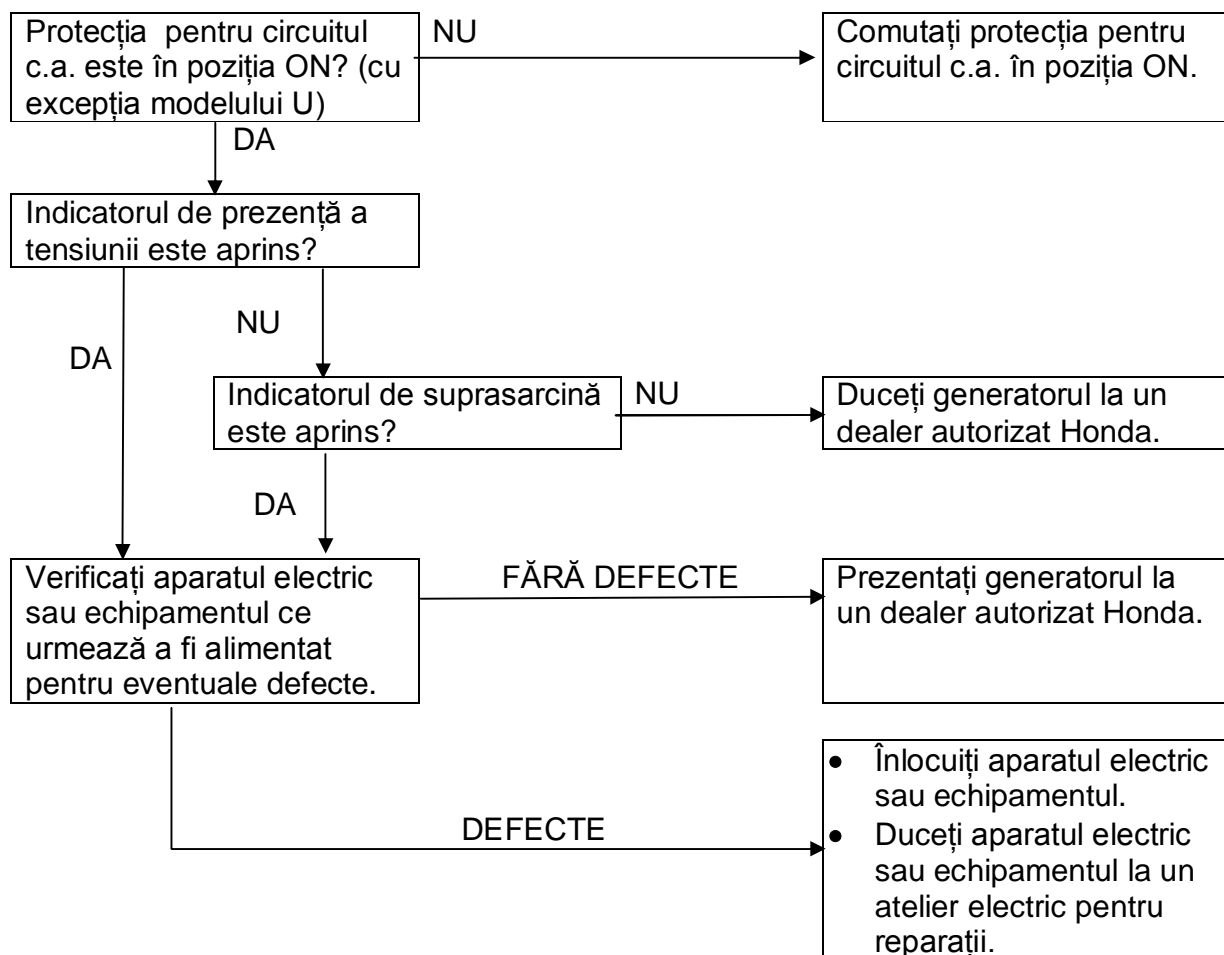 Protecția pentru circuitul
c.a. este în poziția ON? (cu
excepția modelului U)
NU
Comutați protecția pentru
circuitul c.a. în poziția ON.
DA
Indicatorul de prezență a
tensiunii este aprins?
NU
DA
Indicatorul de suprasarcină
este aprins?
NU
Duceți generatorul la un
dealer autorizat Honda.
DA
Verificați aparatul electric
sau echipamentul ce
urmează a fi alimentat
pentru eventuale defecte.
FĂRĂ DEFECTE
Prezentați generatorul la
un dealer autorizat Honda.
DEFECTE
• Înlocuiți aparatul electric
sau echipamentul.
• Duceți aparatul electric
sau echipamentul la un
atelier electric pentru
reparații.